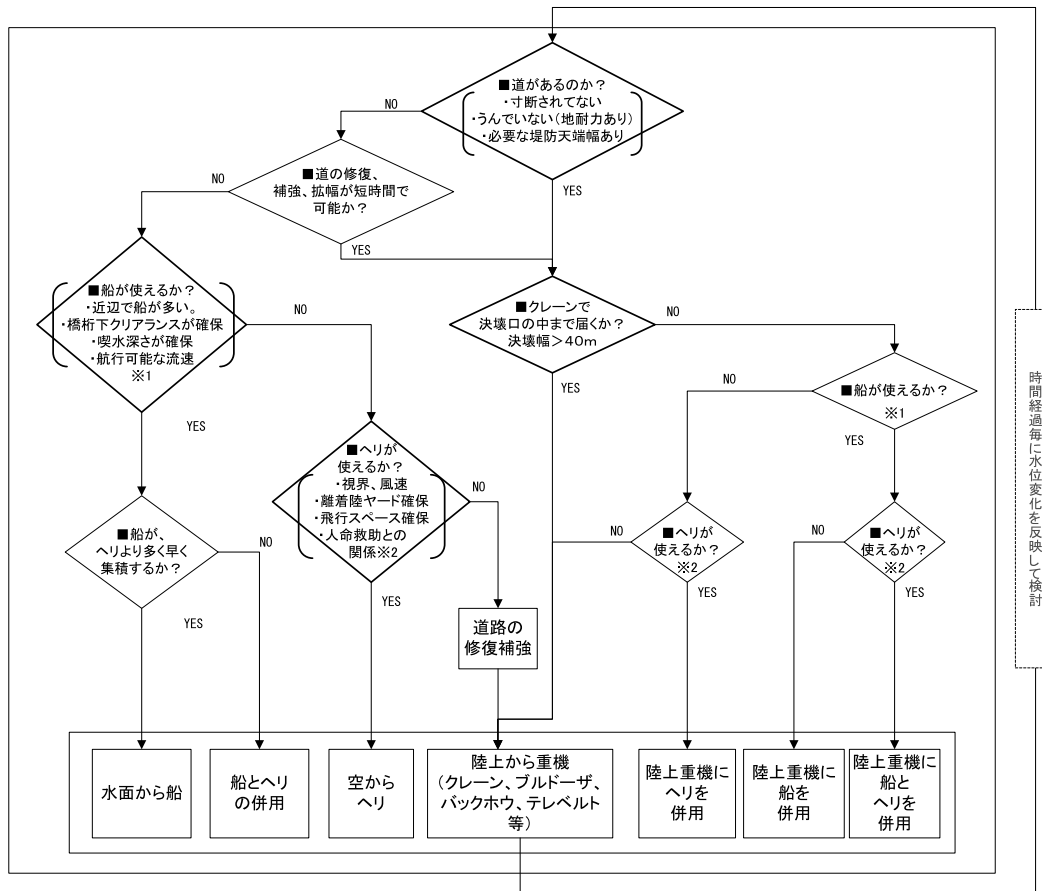 ■道があるのか？
・寸断されてない
・うんでいない（地耐力あり）
・必要な堤防天端幅あり
NO
YES
■道の修復、
補強、拡幅が短時間で
可能か？
NO
YES
■船が使えるか？
・近辺で船が多い。
・橋桁下クリアランスが確保
・喫水深さが確保
・航行可能な流速
※1
NO
YES
■クレーンで
決壊口の中まで届くか？
決壊幅＞40m
NO
YES
■船が使えるか？
※1
NO
YES
■ヘリが
使えるか？
・視界、風速
・離着陸ヤード確保
・飛行スペース確保
・人命救助との
関係※2
NO
YES
■船が、
ヘリより多く早く
集積するか？
NO
YES
■ヘリが
使えるか？
※2
NO
YES
■ヘリが
使えるか？
※2
NO
YES
道路の
修復補強
水面から船
船とヘリ
の併用
空から
ヘリ
陸上から重機
（クレーン、ブルドーザ、
バックホウ、テレベルト
等）
陸上重機に
ヘリを
併用
陸上重機に
船を
併用
陸上重機に
船と
ヘリを
併用
時間経過毎に水位変化を反映して検討